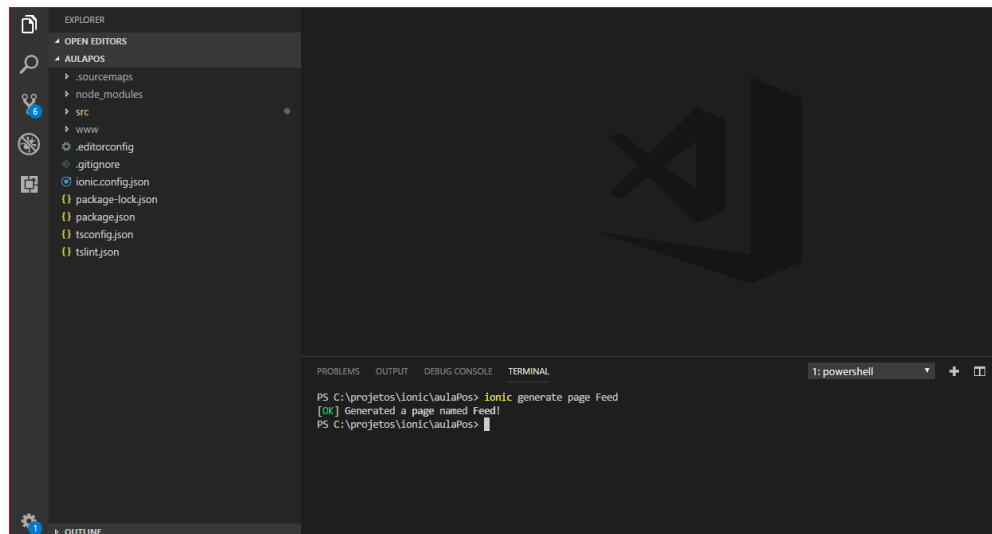 EXPLORER
OPEN EDITORS
AULAPOS
.sourcemaps
node_modules
src
www
.editorconfig
.gitignore
ionic.config.json
{} package-lock.json
{} package.json
{} tsconfig.json
{} tslint.json
6
1
OUTLINE
PROBLEMS OUTPUT DEBUG CONSOLE TERMINAL
1: powershell
PS C:\projetos\ionic\aulaPos> ionic generate page Feed
[OK] Generated a page named Feed!
PS C:\projetos\ionic\aulaPos>